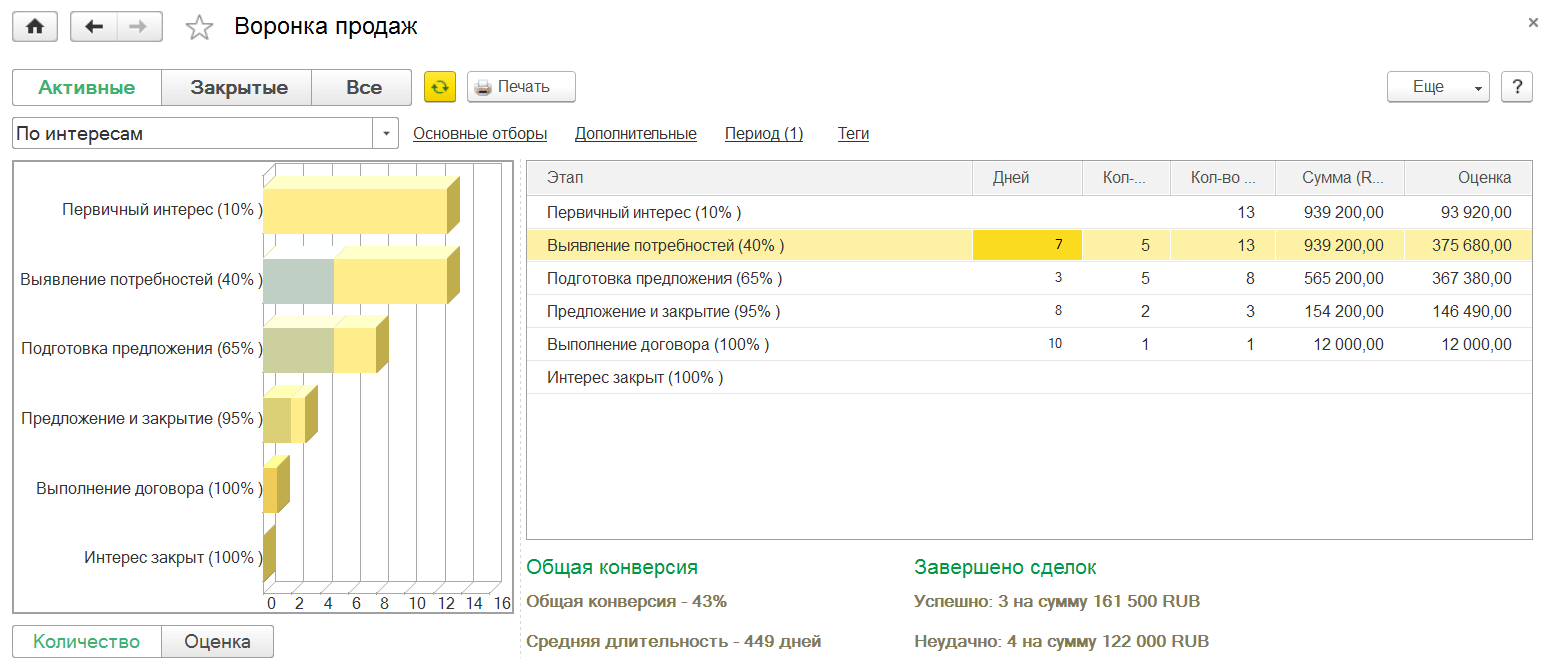 Воронка продаж
×
Активные Закрытые Все Печать Еще ?
По интересам Основные отборы Дополнительные Период (1) Теги
Первичный интерес (10% )
Выявление потребностей (40% )
Подготовка предложения (65% )
Предложение и закрытие (95% )
Выполнение договора (100% )
Интерес закрыт (100% )
0 2 4 6 8 10 12 14 16
Количество Оценка
Этап Дней Кол-... Кол-во ... Сумма (R... Оценка
Первичный интерес (10% ) 13 939 200,00 93 920,00
Выявление потребностей (40% ) 7 5 13 939 200,00 375 680,00
Подготовка предложения (65% ) 3 5 8 565 200,00 367 380,00
Предложение и закрытие (95% ) 8 2 3 154 200,00 146 490,00
Выполнение договора (100% ) 10 1 1 12 000,00 12 000,00
Интерес закрыт (100% )
Общая конверсия
Общая конверсия - 43%
Средняя длительность - 449 дней
Завершено сделок
Успешно: 3 на сумму 161 500 RUB
Неудачно: 4 на сумму 122 000 RUB